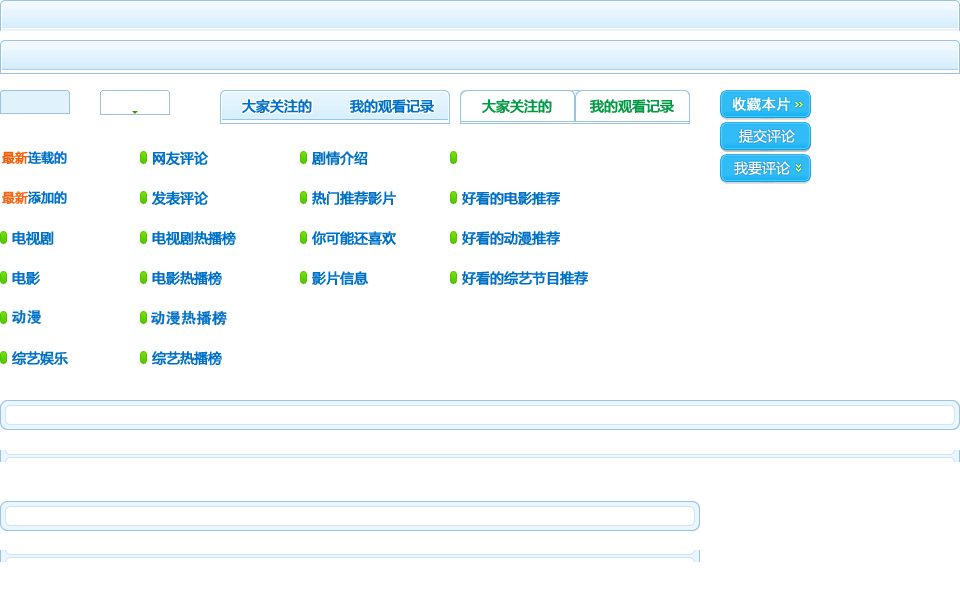 大家关注的 我的观看记录 大家关注的 我的观看记录 收藏本片
提交评论
最新连载的 网友评论 剧情介绍 我要评论
最新添加的 发表评论 热门推荐影片 好看的电影推荐
电视剧 电视剧热播榜 你可能还喜欢 好看的动漫推荐
电影 电影热播榜 影片信息 好看的综艺节目推荐
动漫 动漫热播榜
综艺娱乐 综艺热播榜